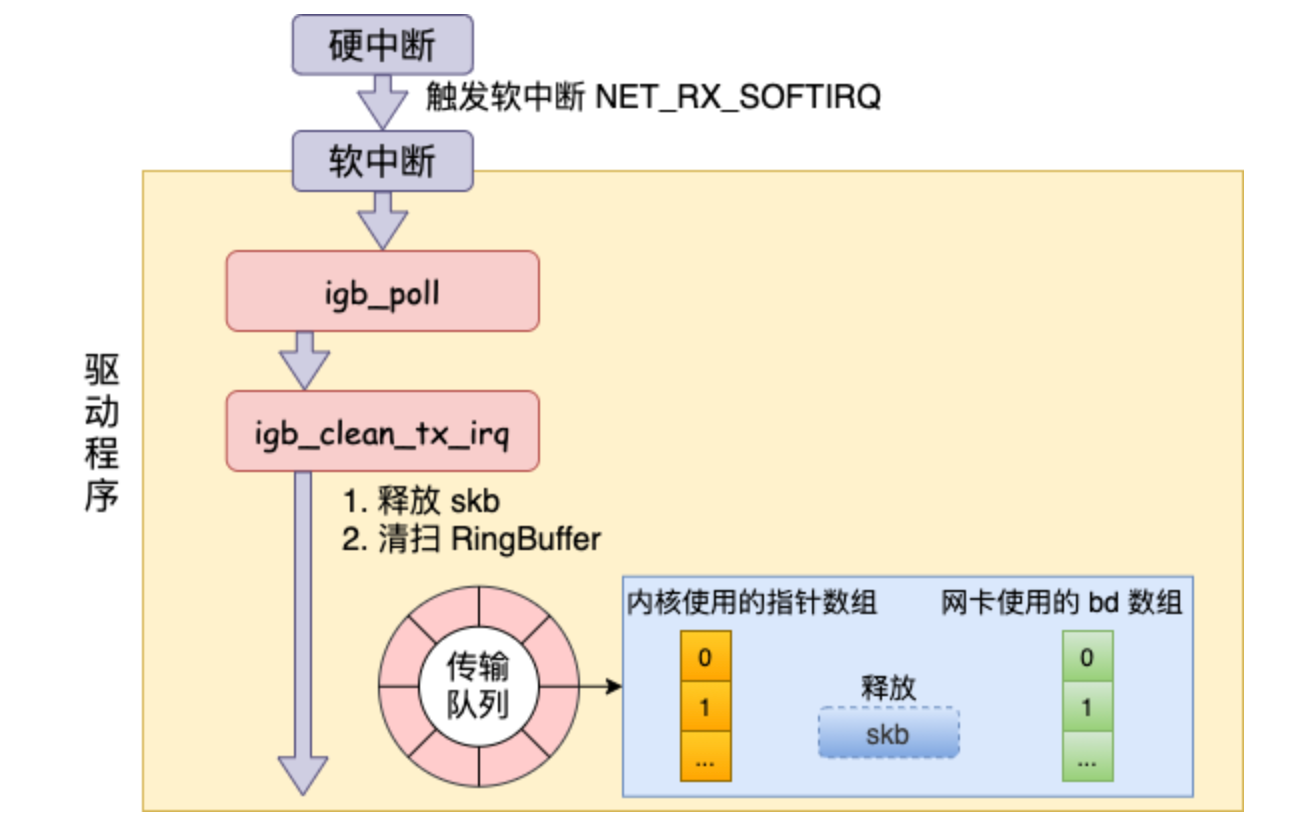 硬中断
触发软中断 NET_RX_SOFTIRQ
软中断
igb_poll
驱动程序
igb_clean_tx_irq
1. 释放 skb
2. 清扫 RingBuffer
传输
队列
内核使用的指针数组
0
1
...
释放
skb
网卡使用的 bd 数组
0
1
...